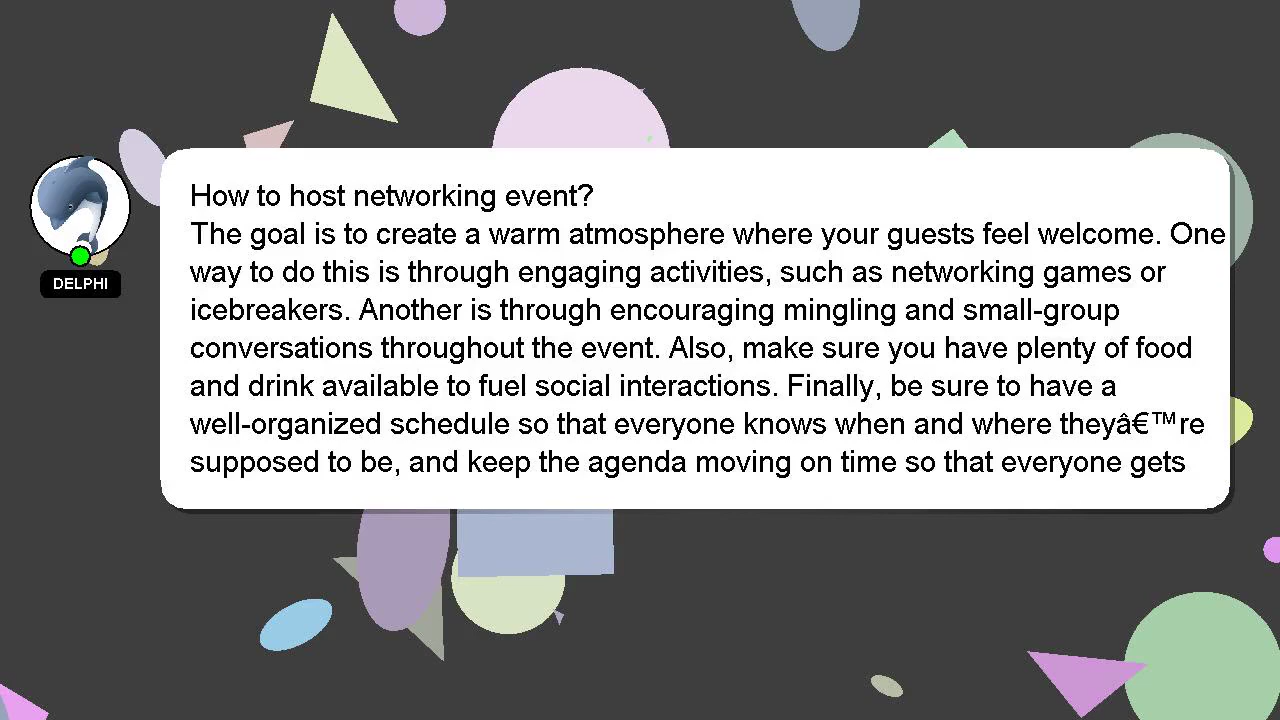 How to host networking event?
The goal is to create a warm atmosphere where your guests feel welcome. One
way to do this is through engaging activities, such as networking games or
icebreakers. Another is through encouraging mingling and small-group
conversations throughout the event. Also, make sure you have plenty of food
and drink available to fuel social interactions. Finally, be sure to have a
well-organized schedule so that everyone knows when and where theyâ€™re
supposed to be, and keep the agenda moving on time so that everyone gets
DELPHI